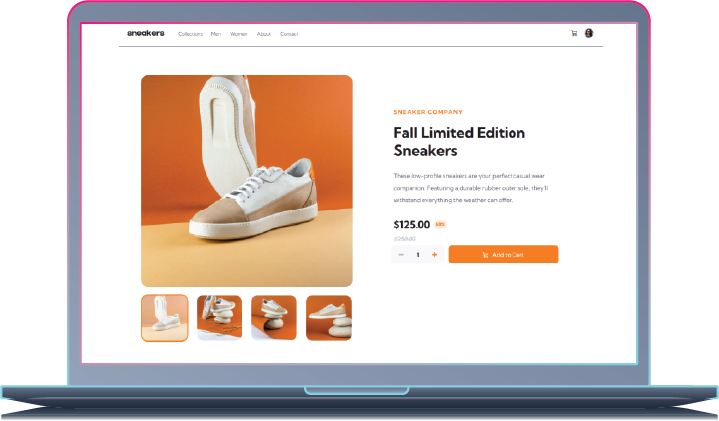 sneakers
Collections Men Women About Contact
SNEAKER COMPANY
Fall Limited Edition
Sneakers
These low-profile sneakers are your perfect casual wear
companion. Featuring a durable rubber outer sole, they'll
withstand everything the weather can offer.
$125.00 50%
$250.00
1
Add to Cart